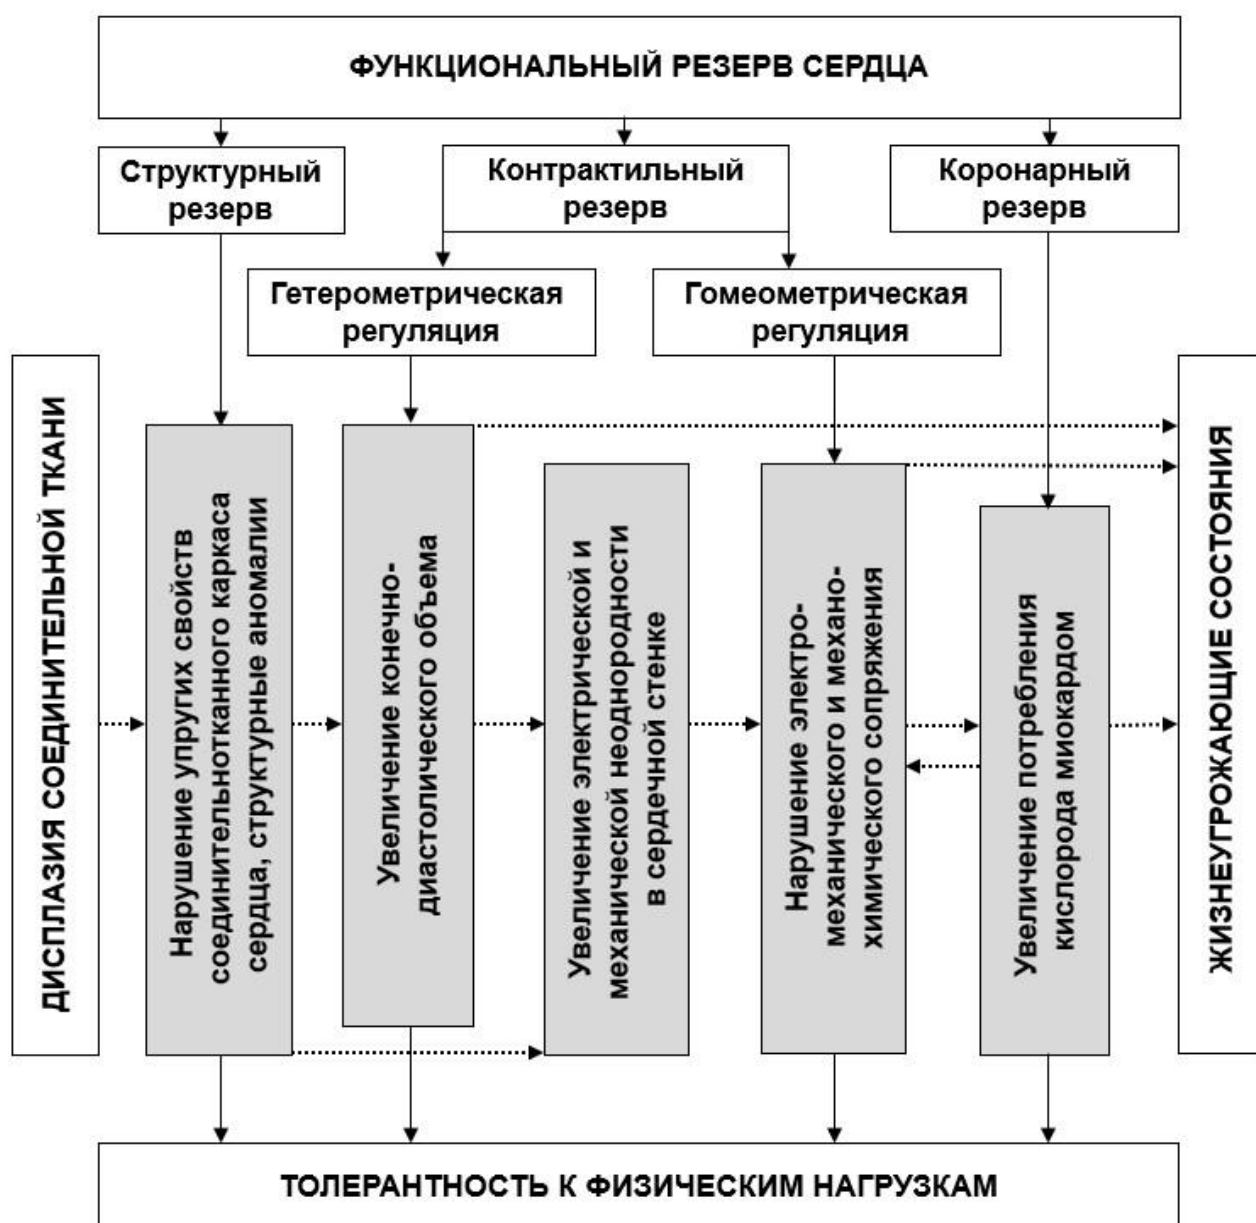 ФУНКЦИОНАЛЬНЫЙ РЕЗЕРВ СЕРДЦА
Структурный
резерв
Контрактильный
резерв
Коронарный
резерв
Гетерометрическая
регуляция
Гомеометрическая
регуляция
ДИСПЛАЗИЯ СОЕДИНИТЕЛЬНОЙ ТКАНИ
Нарушение упругих свойств
соединительнотканного каркаса
сердца, структурные аномалии
Увеличение конечно-
диастолического объема
Увеличение электрической и
механической неоднородности
в сердечной стенке
Нарушение электро-
механического и механо-
химического сопряжения
Увеличение потребления
кислорода миокардом
ЖИЗНЕУГРОЖАЮЩИЕ СОСТОЯНИЯ
ТОЛЕРАНТНОСТЬ К ФИЗИЧЕСКИМ НАГРУЗКАМ